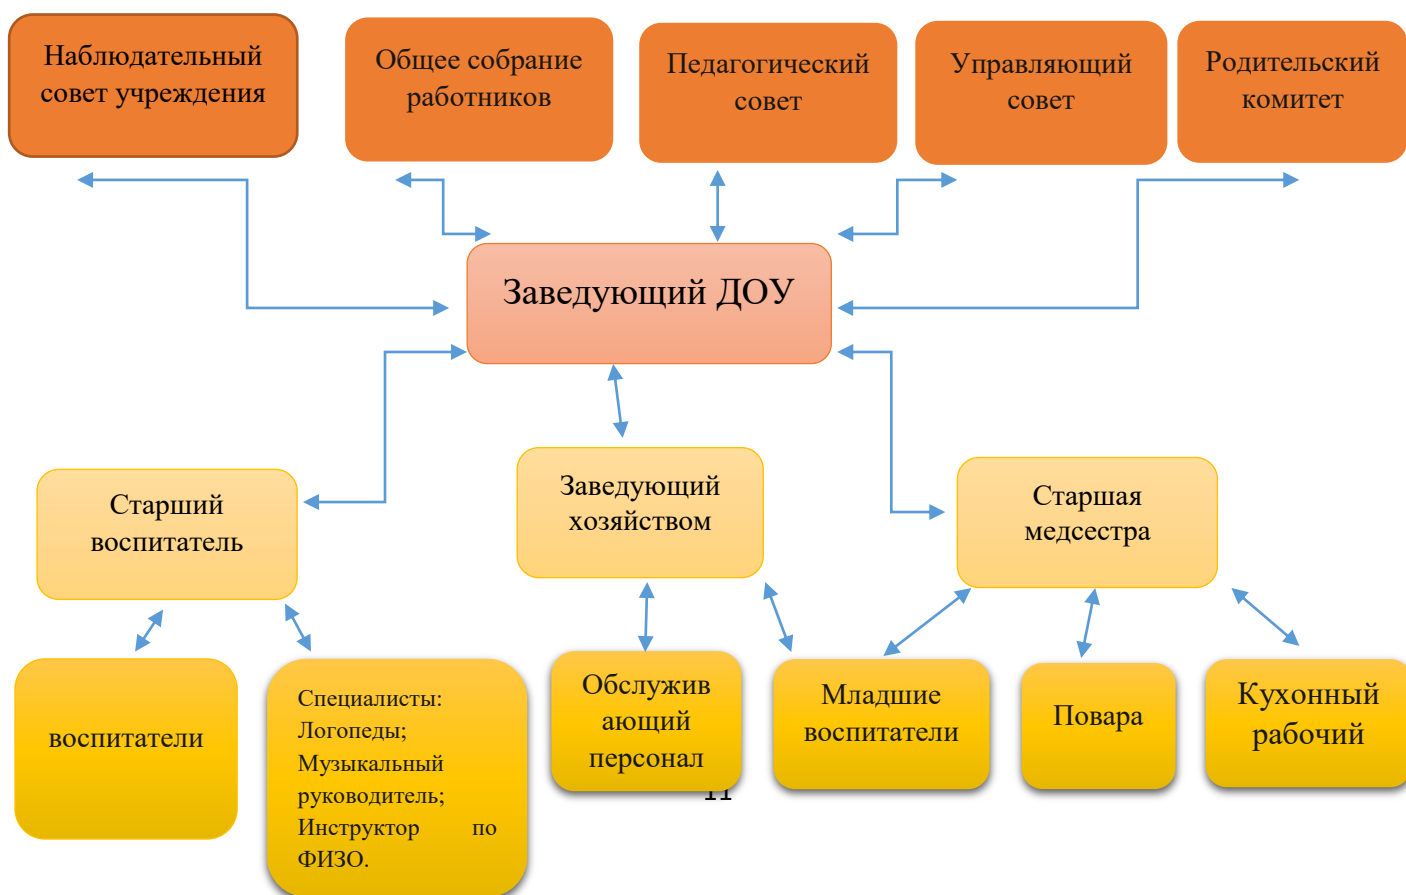 Наблюдательный
совет учреждения
Общее собрание
работников
Педагогический
совет
Управляющий
совет
Родительский
комитет
Заведующий ДОУ
Старший
воспитатель
Заведующий
хозяйством
Старшая
медсестра
воспитатели
Специалисты:
Логопеды;
Музыкальный
руководитель;
Инструктор по
ФИЗО.
Обслужив
ающий
персонал
Младшие
воспитатели
Повара
Кухонный
рабочий
11